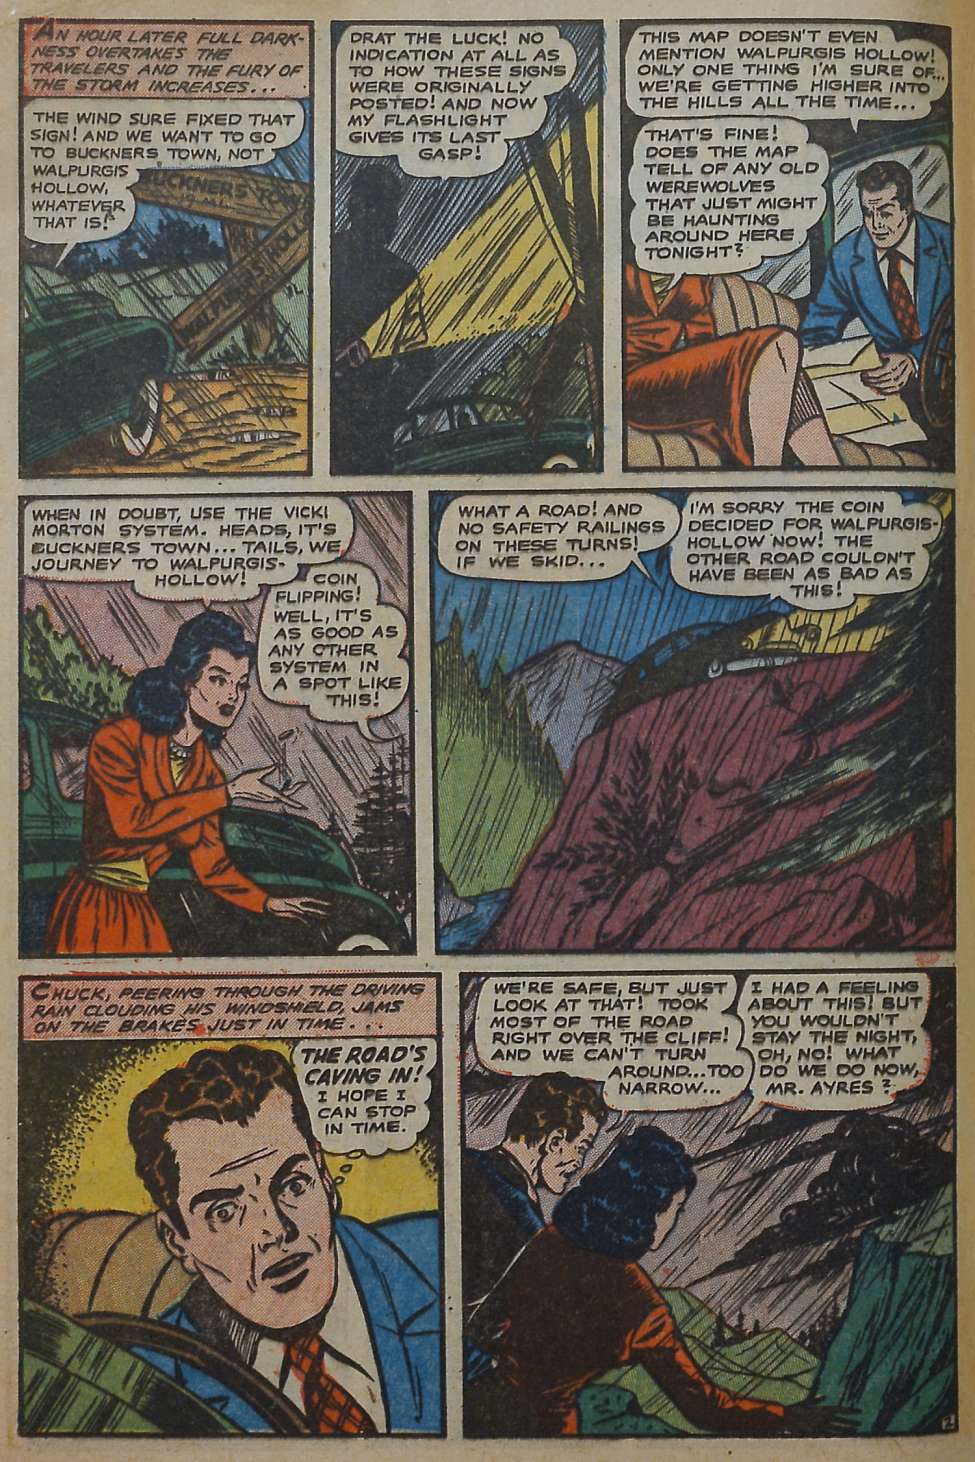 AN HOUR LATER FULL DARK-
NESS OVERTAKES THE
TRAVELERS AND THE FURY OF
THE STORM INCREASES...
THE WIND SURE FIXED THAT
SIGN! AND WE WANT TO GO
TO BUCKNERS TOWN, NOT
WALPURGIS
HOLLOW,
WHATEVER
THAT IS!
BUCKNERS TOWN
WALPURGIS HOLLOW
DRAT THE LUCK! NO
INDICATION AT ALL AS
TO HOW THESE SIGNS
WERE ORIGINALLY
POSTED! AND NOW
MY FLASHLIGHT
GIVES ITS LAST
GASP!
THIS MAP DOESN'T EVEN
MENTION WALPURGIS HOLLOW!
ONLY ONE THING I'M SURE OF...
WE'RE GETTING HIGHER INTO
THE HILLS ALL THE TIME...
THAT'S FINE!
DOES THE MAP
TELL OF ANY OLD
WEREWOLVES
THAT JUST MIGHT
BE HAUNTING
AROUND HERE
TONIGHT?
WHEN IN DOUBT, USE THE VICKI
MORTON SYSTEM. HEADS, IT'S
BUCKNERS TOWN... TAILS, WE
JOURNEY TO WALPURGIS-
HOLLOW!
COIN
FLIPPING!
WELL, IT'S
AS GOOD AS
ANY OTHER
SYSTEM IN
A SPOT LIKE
THIS!
WHAT A ROAD! AND
NO SAFETY RAILINGS
ON THESE TURNS!
IF WE SKID...
I'M SORRY THE COIN
DECIDED FOR WALPURGIS-
HOLLOW NOW! THE
OTHER ROAD COULDN'T
HAVE BEEN AS BAD AS
THIS!
CHUCK, PEERING THROUGH THE DRIVING
RAIN CLOUDING HIS WINDSHIELD, JAMS
ON THE BRAKES JUST IN TIME...
THE ROAD'S
CAVING IN!
I HOPE I
CAN STOP
IN TIME.
WE'RE SAFE, BUT JUST
LOOK AT THAT! TOOK
MOST OF THE ROAD
RIGHT OVER THE CLIFF!
AND WE CAN'T TURN
AROUND...TOO
NARROW...
I HAD A FEELING
ABOUT THIS! BUT
YOU WOULDN'T
STAY THE NIGHT,
OH, NO! WHAT
DO WE DO NOW,
MR. AYRES?
2